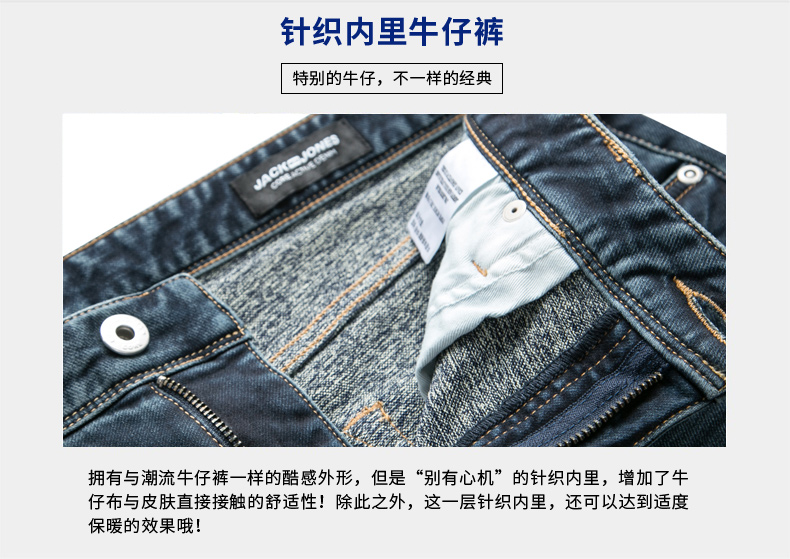 针织内里牛仔裤
特别的牛仔，不一样的经典
JACK JONES
CORE ACTIVE DENIM
拥有与潮流牛仔裤一样的酷感外形，但是“别有心机”的针织内里，增加了牛
仔布与皮肤直接接触的舒适性！除此之外，这一层针织内里，还可以达到适度
保暖的效果哦！